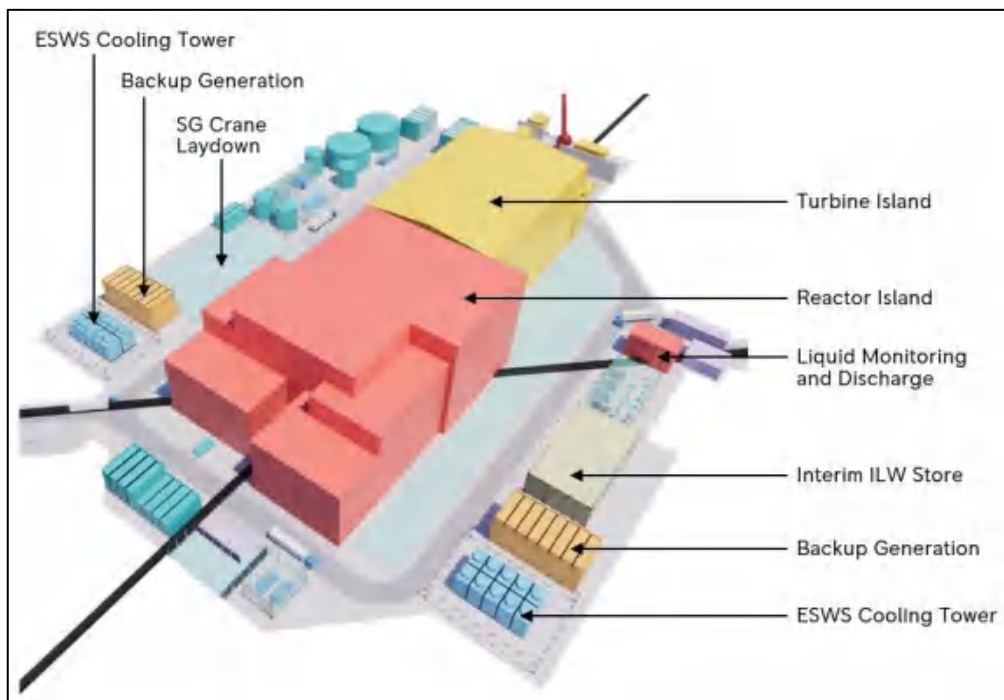 ESWS Cooling Tower
Backup Generation
SG Crane
Laydown
Turbine Island
Reactor Island
Liquid Monitoring
and Discharge
Interim ILW Store
Backup Generation
ESWS Cooling Tower